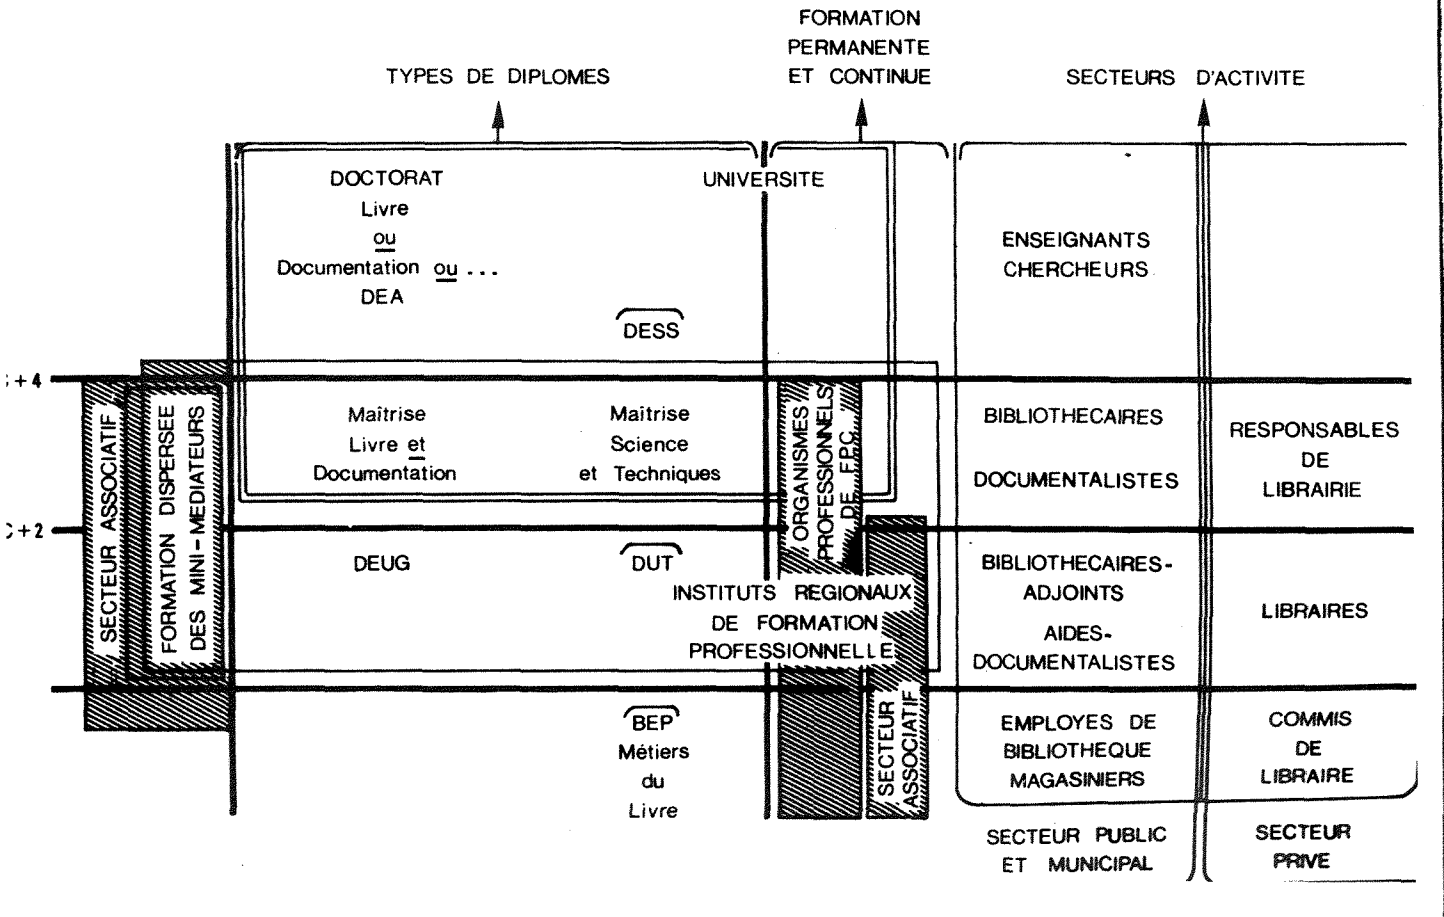 TYPES DE DIPLOMES
FORMATION
PERMANENTE
ET CONTINUE
SECTEURS D'ACTIVITE
DOCTORAT
Livre
ou
Documentation ou ...
DEA
UNIVERSITE
DESS
ENSEIGNANTS
CHERCHEURS
+4
SECTEUR ASSOCIATIF
FORMATION DISPERSEE
DES MINI-MEDIATEURS
Maîtrise
Livre et
Documentation
Maîtrise
Science
et Techniques
ORGANISMES
PROFESSIONNELS
DE FPC
BIBLIOTHECAIRES
DOCUMENTALISTES
RESPONSABLES
DE
LIBRAIRIE
+2
DEUG
DUT
INSTITUTS REGIONAUX
DE FORMATION
PROFESSIONNELLE
BIBLIOTHECAIRES-
ADJOINTS
AIDES-
DOCUMENTALISTES
LIBRAIRES
BEP
Métiers
du
Livre
SECTEUR
ASSOCIATIF
EMPLOYES DE
BIBLIOTHEQUE
MAGASINIERS
COMMIS
DE
LIBRAIRE
SECTEUR PUBLIC
ET MUNICIPAL
SECTEUR
PRIVE